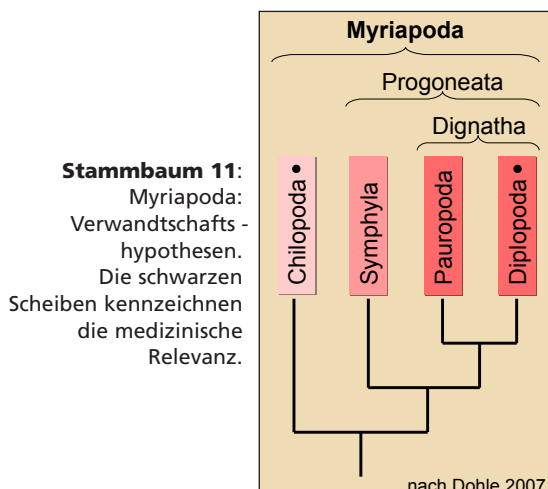 Stammbaum 11:
Myriapoda:
Verwandtschafts -
hypothesen.
Die schwarzen
Scheiben kennzeichnen
die medizinische
Relevanz.
Myriapoda
Progoneata
Dignatha
Chilopoda •
Symphyla
Pauropoda
Diplopoda •
nach Dohle 2007